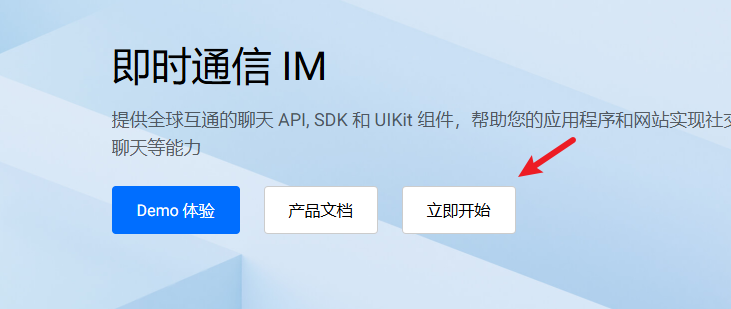 即时通信 IM
提供全球互通的聊天 API, SDK 和 UIKit 组件，帮助您的应用程序和网站实现社交
聊天等能力
Demo 体验
产品文档
立即开始